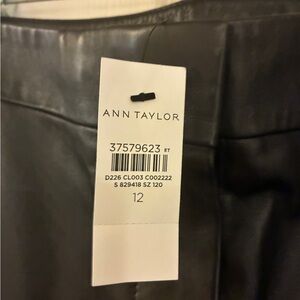 ANN TAYLOR
37579623 RT
D226 CL003 C002222
S 829418 SZ 120
12